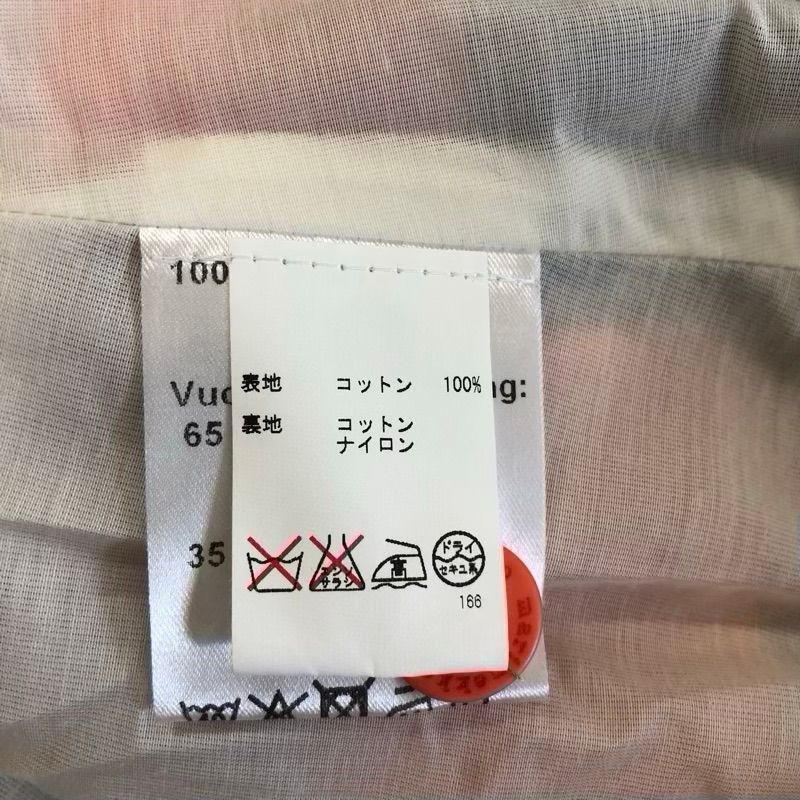 100
表地 コットン 100%
Vuo ng:
裏地 コットン
65
ナイロン
35
エンソ
サラシ
高
ドライ
セキユ系
166